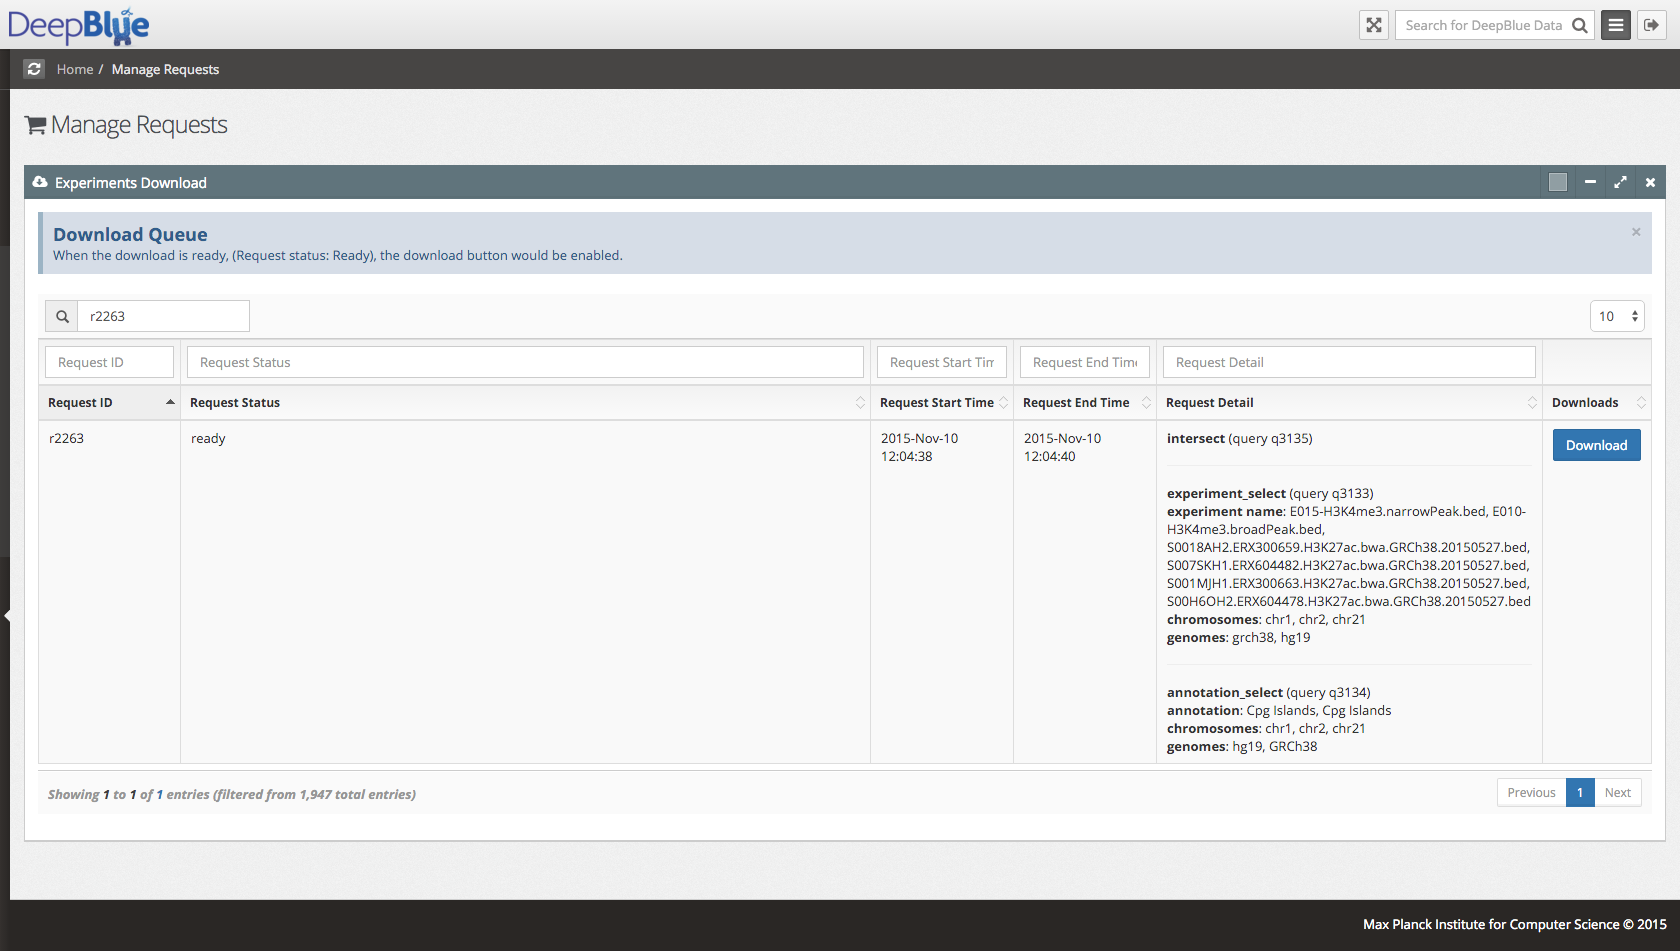 DeepBlue
Search for DeepBlue Data
Home / Manage Requests
Manage Requests
Experiments Download
Download Queue
When the download is ready, (Request status: Ready), the download button would be enabled.
r2263
10
Request ID
Request Status
Request Start Tim
Request End Time
Request Detail
Request ID
Request Status
Request Start Time
Request End Time
Request Detail
Downloads
r2263
ready
2015-Nov-10
12:04:38
2015-Nov-10
12:04:40
intersect (query q3135)
experiment_select (query q3133)
experiment name: E015-H3K4me3.narrowPeak.bed, E010-
H3K4me3.broadPeak.bed,
S0018AH2.ERX300659.H3K27ac.bwa.GRCh38.20150527.bed,
S007SKH1.ERX604482.H3K27ac.bwa.GRCh38.20150527.bed,
S001MJH1.ERX300663.H3K27ac.bwa.GRCh38.20150527.bed,
S00H6OH2.ERX604478.H3K27ac.bwa.GRCh38.20150527.bed
chromosomes: chr1, chr2, chr21
genomes: grch38, hg19
annotation_select (query q3134)
annotation: Cpg Islands, Cpg Islands
chromosomes: chr1, chr2, chr21
genomes: hg19, GRCh38
Download
Showing 1 to 1 of 1 entries (filtered from 1,947 total entries)
Previous
1
Next
Max Planck Institute for Computer Science © 2015